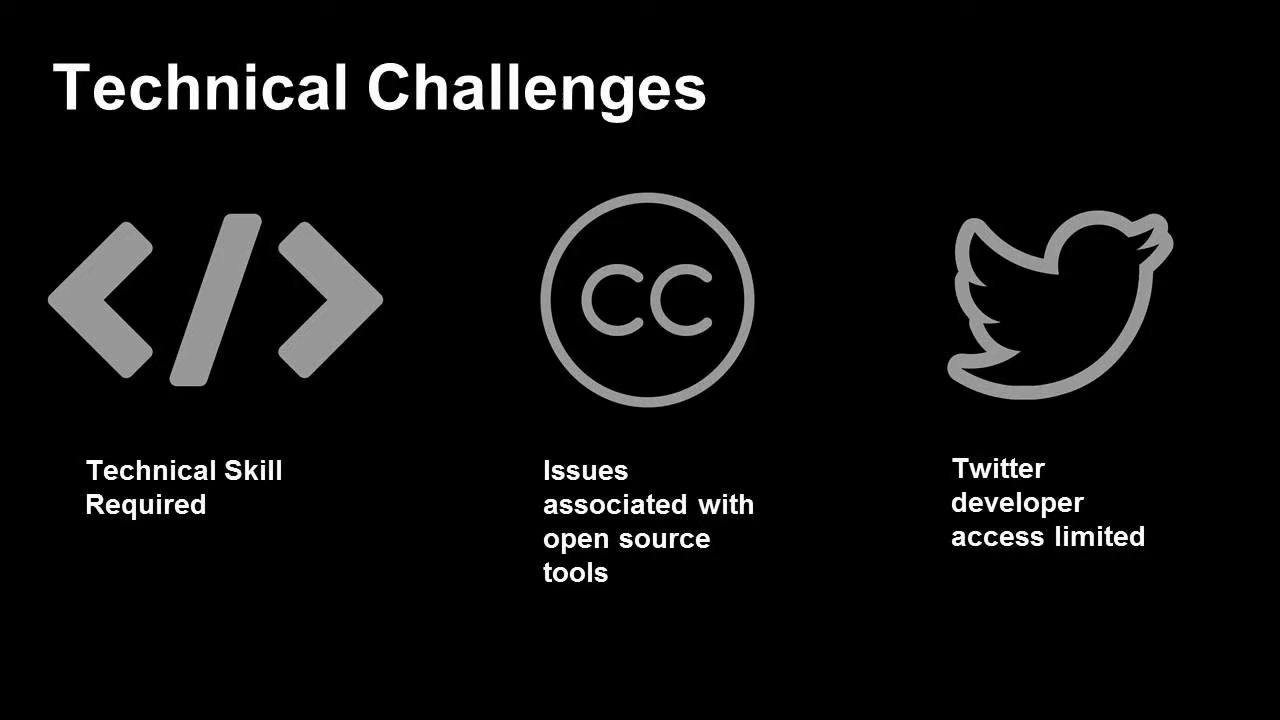 Technical Challenges
</>
CC
Technical Skill
Required
Issues
associated with
open source
tools
Twitter
developer
access limited